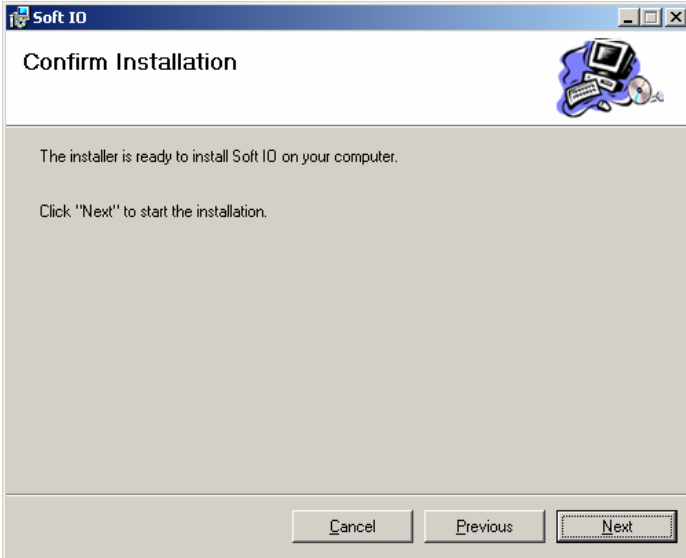 Soft IO
Confirm Installation
The installer is ready to install Soft IO on your computer.
Click "Next" to start the installation.
Cancel Previous Next